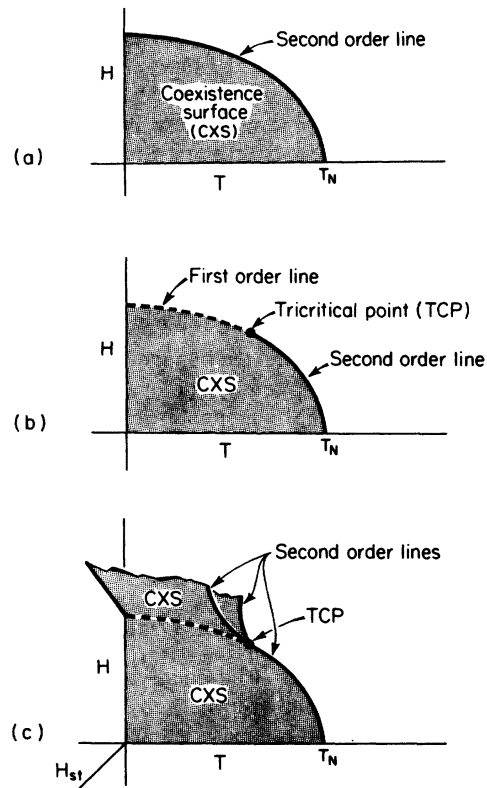 Second order line
H
Coexistence
surface
(CXS)
(a)
T
T_N
First order line
Tricritical point (TCP)
H
Second order line
CXS
(b)
T
T_N
Second order lines
CXS
TCP
H
CXS
(c)
T
T_N
H_st